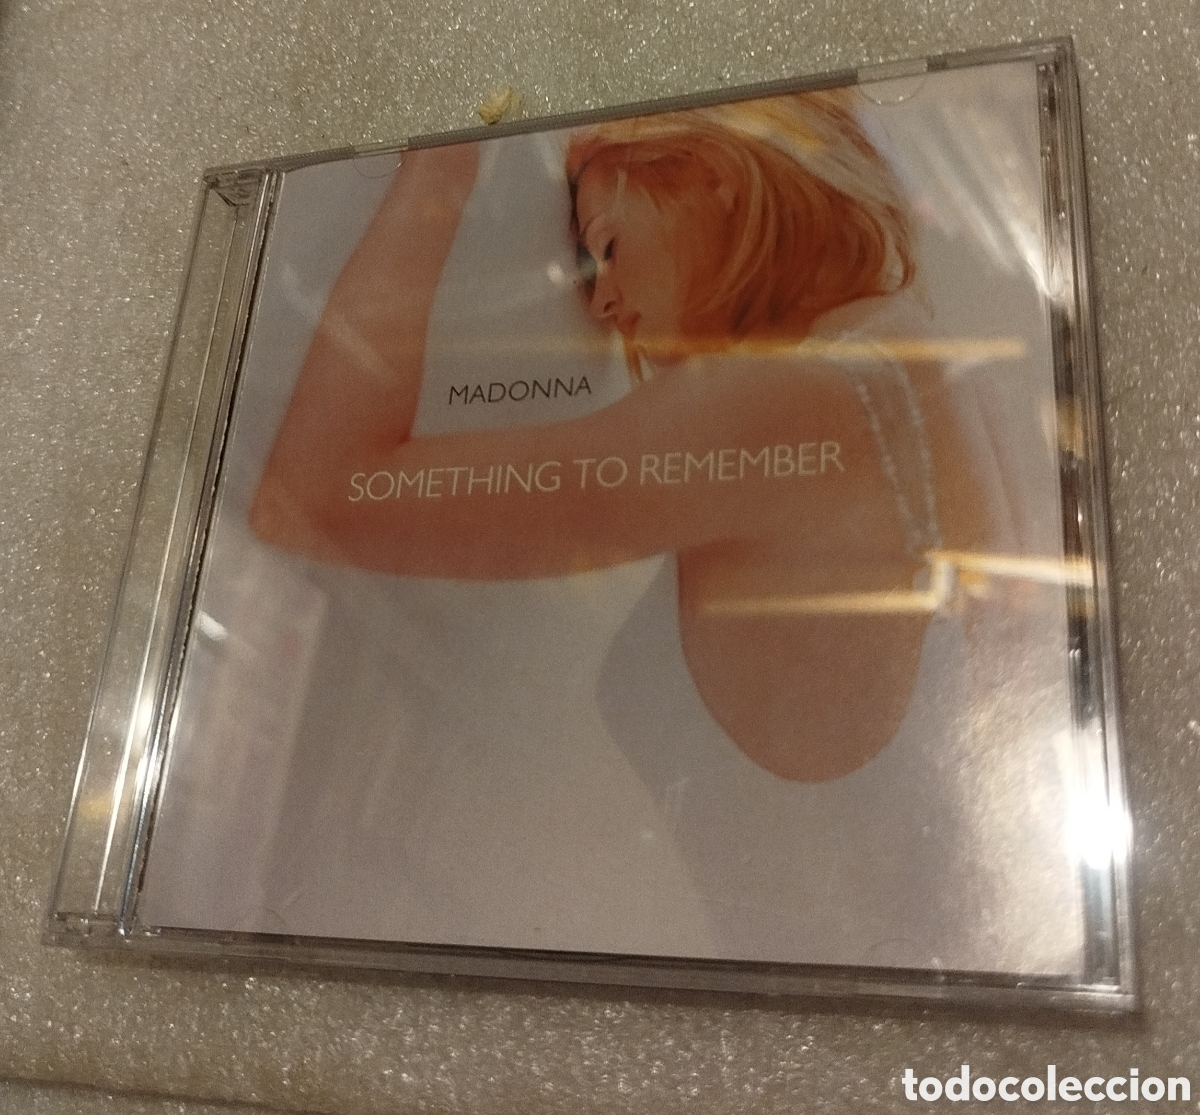 MADONNA
SOMETHING TO REMEMBER
todocoleccion